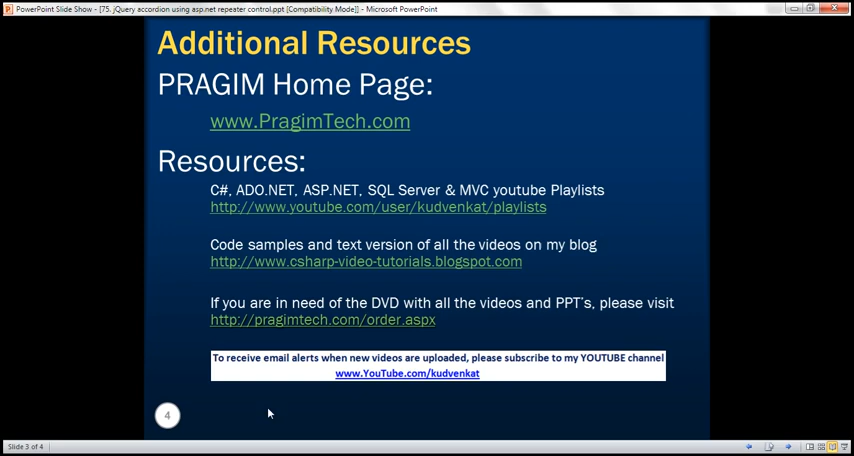 PowerPoint Slide Show - [75. jQuery accordion using asp.net repeater control.ppt [Compatibility Mode]] - Microsoft PowerPoint
Additional Resources
PRAGIM Home Page:
www.PragimTech.com
Resources:
C#, ADO.NET, ASP.NET, SQL Server & MVC youtube Playlists
http://www.youtube.com/user/kudvenkat/playlists
Code samples and text version of all the videos on my blog
http://www.csharp-video-tutorials.blogspot.com
If you are in need of the DVD with all the videos and PPT's, please visit
http://pragimtech.com/order.aspx
To receive email alerts when new videos are uploaded, please subscribe to my YOUTUBE channel
www.YouTube.com/kudvenkat
4
Slide 3 of 4